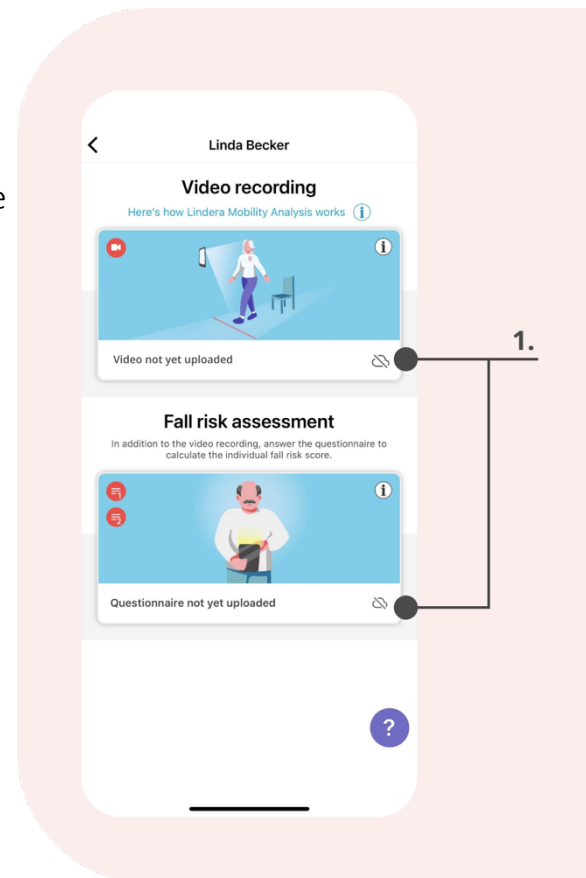 e
Linda Becker
Video recording
Here's how Lindera Mobility Analysis works i
i
Video not yet uploaded
1.
Fall risk assessment
In addition to the video recording, answer the questionnaire to
calculate the individual fall risk score.
1
i
2
Questionnaire not yet uploaded
?